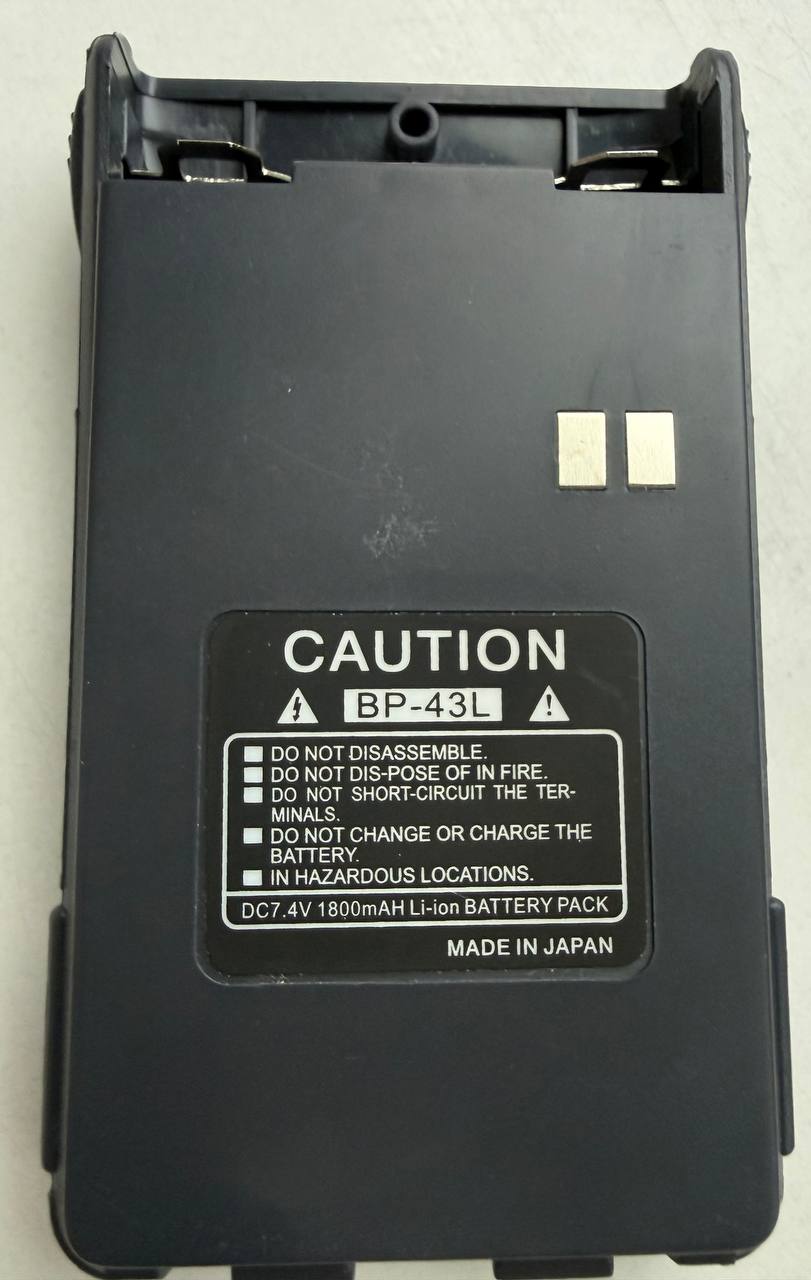 CAUTION
BP-43L
DO NOT DISASSEMBLE.
DO NOT DIS-POSE OF IN FIRE.
DO NOT SHORT-CIRCUIT THE TER-
MINALS.
DO NOT CHANGE OR CHARGE THE
BATTERY.
IN HAZARDOUS LOCATIONS.
DC7.4V 1800mAH Li-ion BATTERY PACK
MADE IN JAPAN